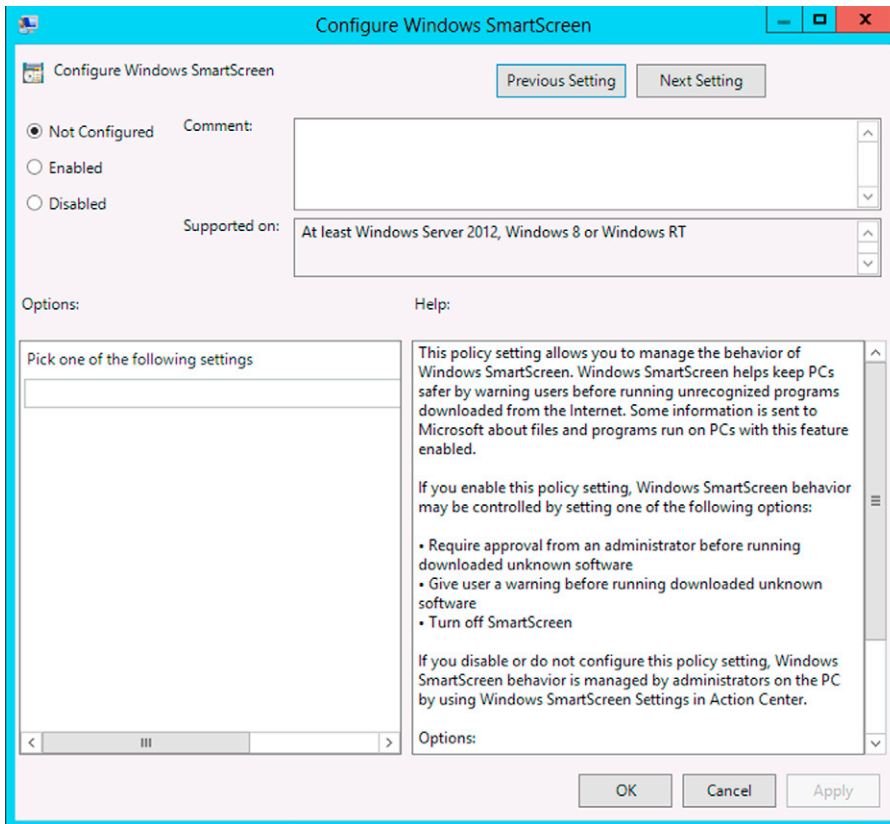 Configure Windows SmartScreen
Configure Windows SmartScreen
Previous Setting
Next Setting
Not Configured
Enabled
Disabled
Comment:
Supported on:
At least Windows Server 2012, Windows 8 or Windows RT
Options:
Help:
Pick one of the following settings
This policy setting allows you to manage the behavior of
Windows SmartScreen. Windows SmartScreen helps keep PCs
safer by warning users before running unrecognized programs
downloaded from the Internet. Some information is sent to
Microsoft about files and programs run on PCs with this feature
enabled.
If you enable this policy setting, Windows SmartScreen behavior
may be controlled by setting one of the following options:
• Require approval from an administrator before running
downloaded unknown software
• Give user a warning before running downloaded unknown
software
• Turn off SmartScreen
If you disable or do not configure this policy setting, Windows
SmartScreen behavior is managed by administrators on the PC
by using Windows SmartScreen Settings in Action Center.
Options:
OK
Cancel
Apply